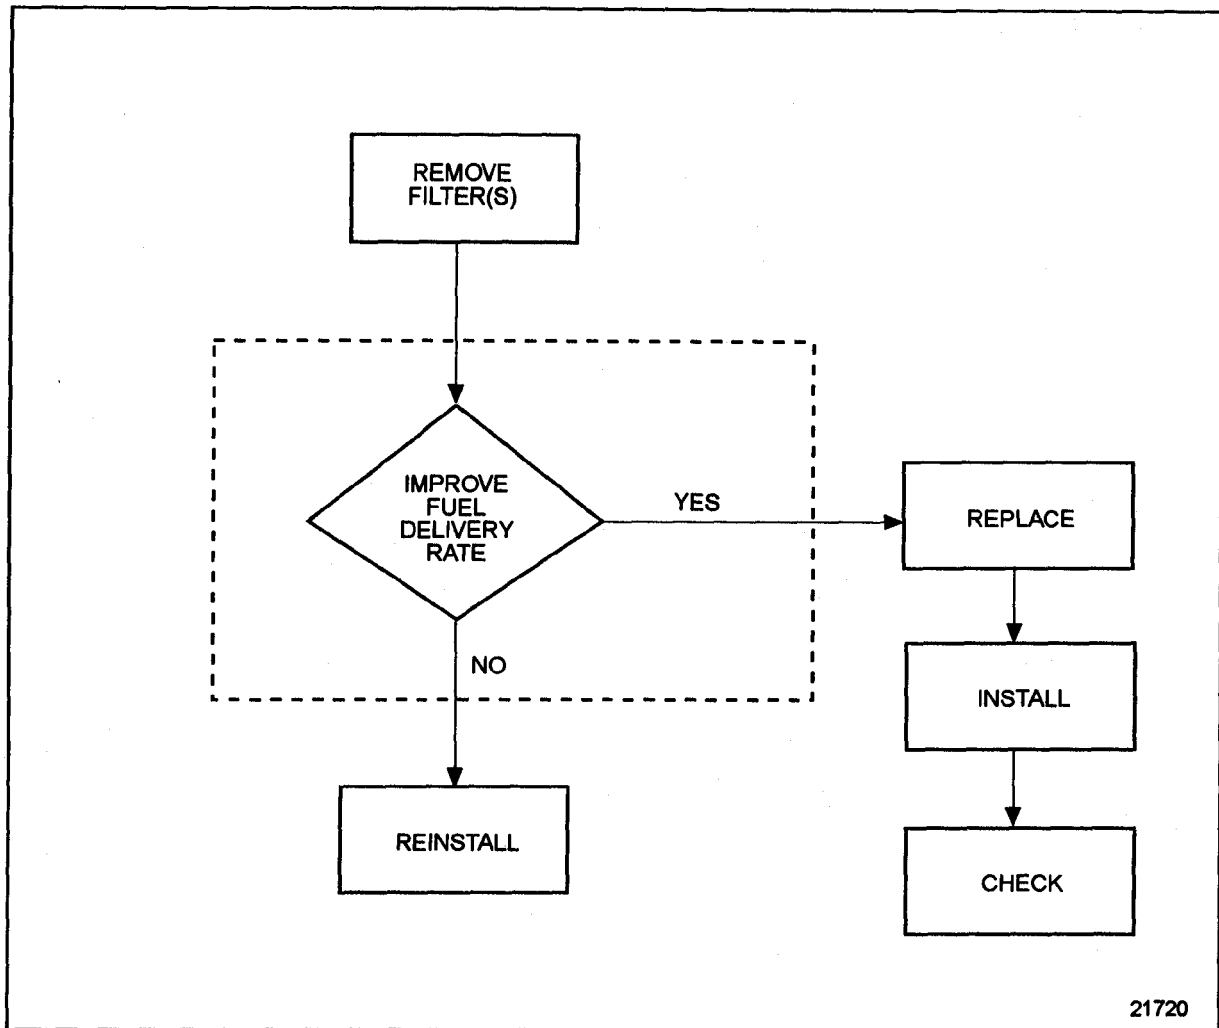 REMOVE
FILTER(S)
IMPROVE
FUEL
DELIVERY
RATE
YES
REPLACE
NO
INSTALL
REINSTALL
CHECK
21720